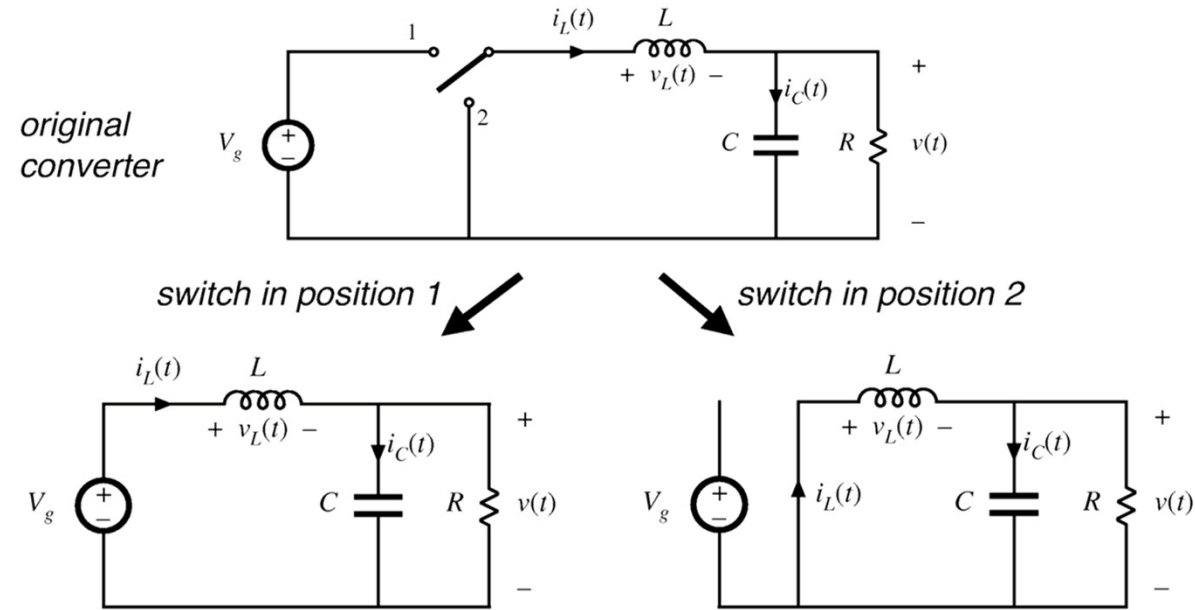 i_L(t) L
1
+ v_L(t) –
+
original
converter
2
i_C(t)
V_g
+
–
C
R
v(t)
–
switch in position 1
switch in position 2
i_L(t) L
+ v_L(t) –
+
i_C(t)
V_g
+
–
C
R
v(t)
–
L
+ v_L(t) –
+
i_C(t)
V_g
+
–
i_L(t)
C
R
v(t)
–